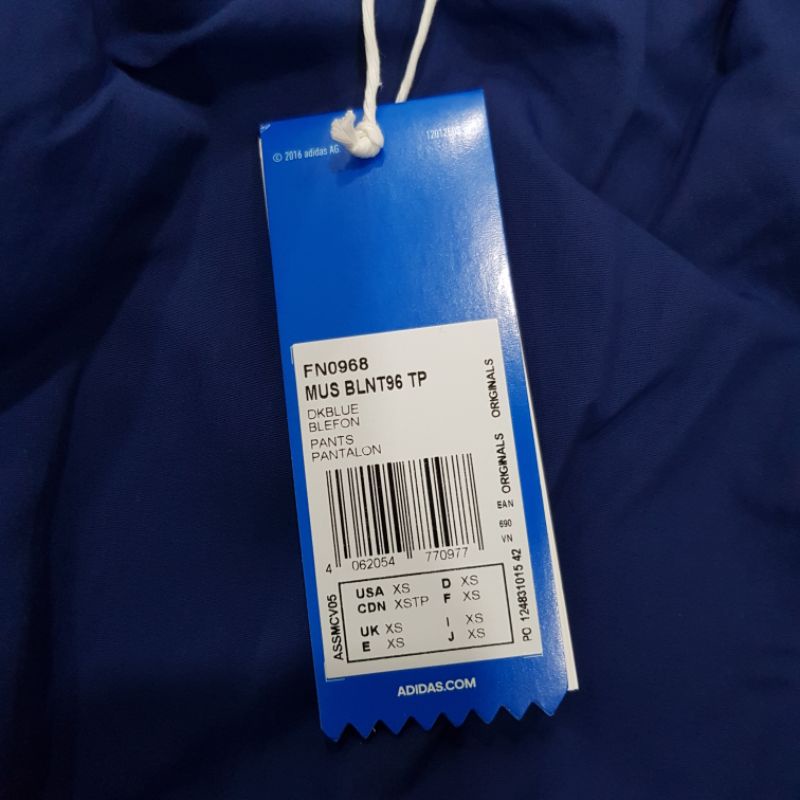 © 2016 adidas AG
FN0968
MUS BLNT96 TP
DKBLUE
BLEFON
PANTS
PANTALON
ORIGINALS
ORIGINALS
EAN
690
VN
4 062054 770977
ASSMCV05
USA XS D XS
CDN XSTP F XS
UK XS I XS
E XS J XS
PO 124831015 42
ADIDAS.COM